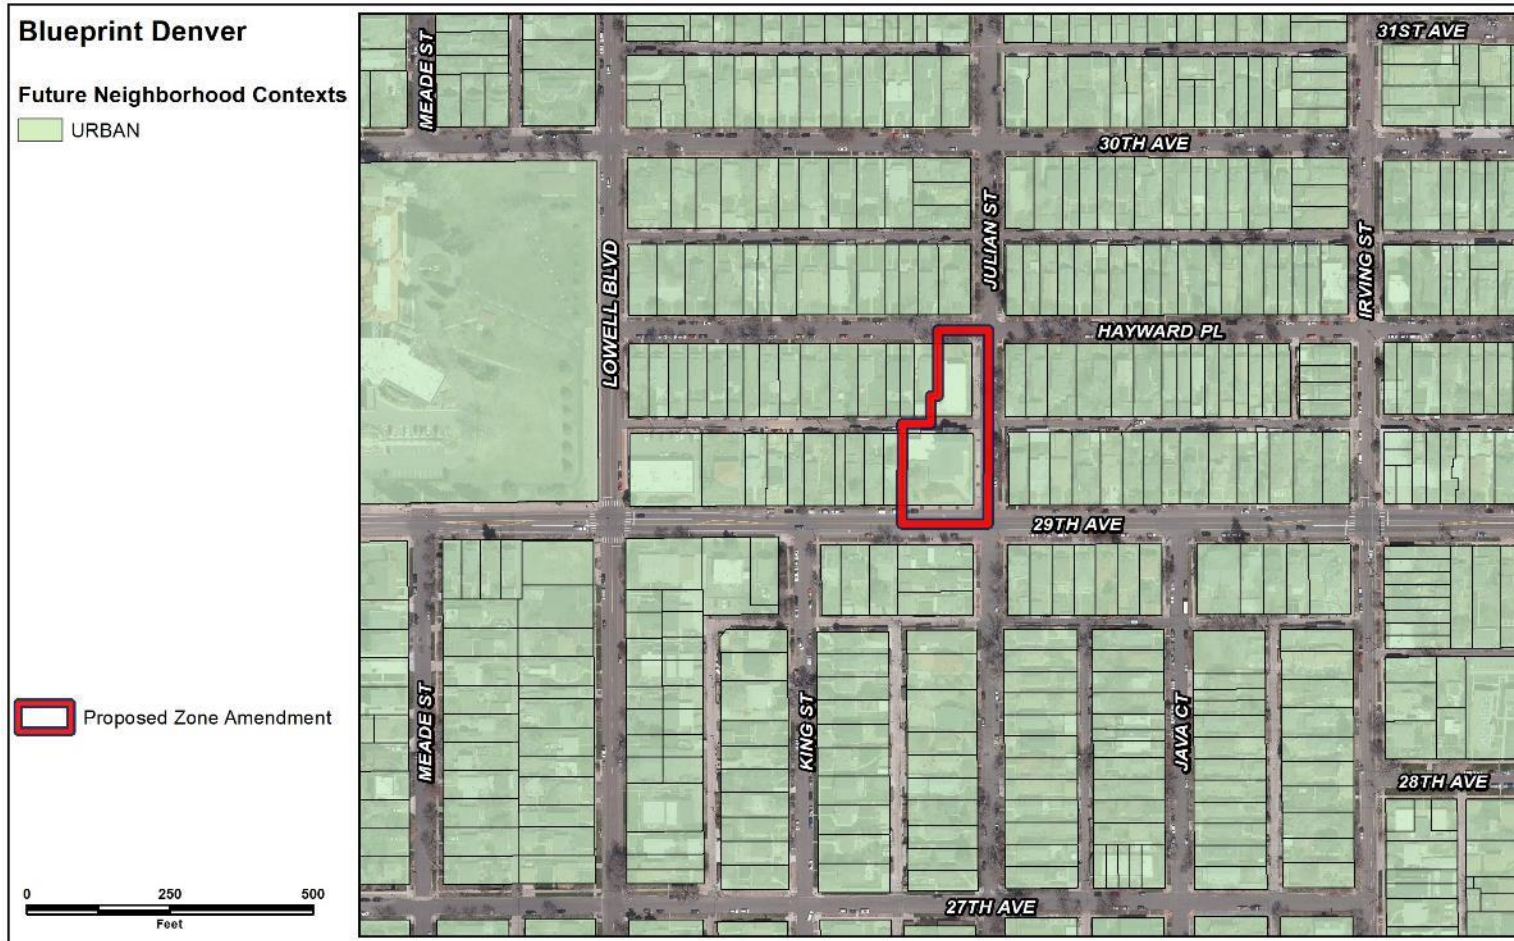 Blueprint Denver
Future Neighborhood Contexts
URBAN
Proposed Zone Amendment
0 250 500
Feet
MEADE ST
31ST AVE
30TH AVE
JULIAN ST
LOWELL BLVD
IRVING ST
HAYWARD PL
29TH AVE
MEADE ST
KING ST
JAVA CT
28TH AVE
27TH AVE